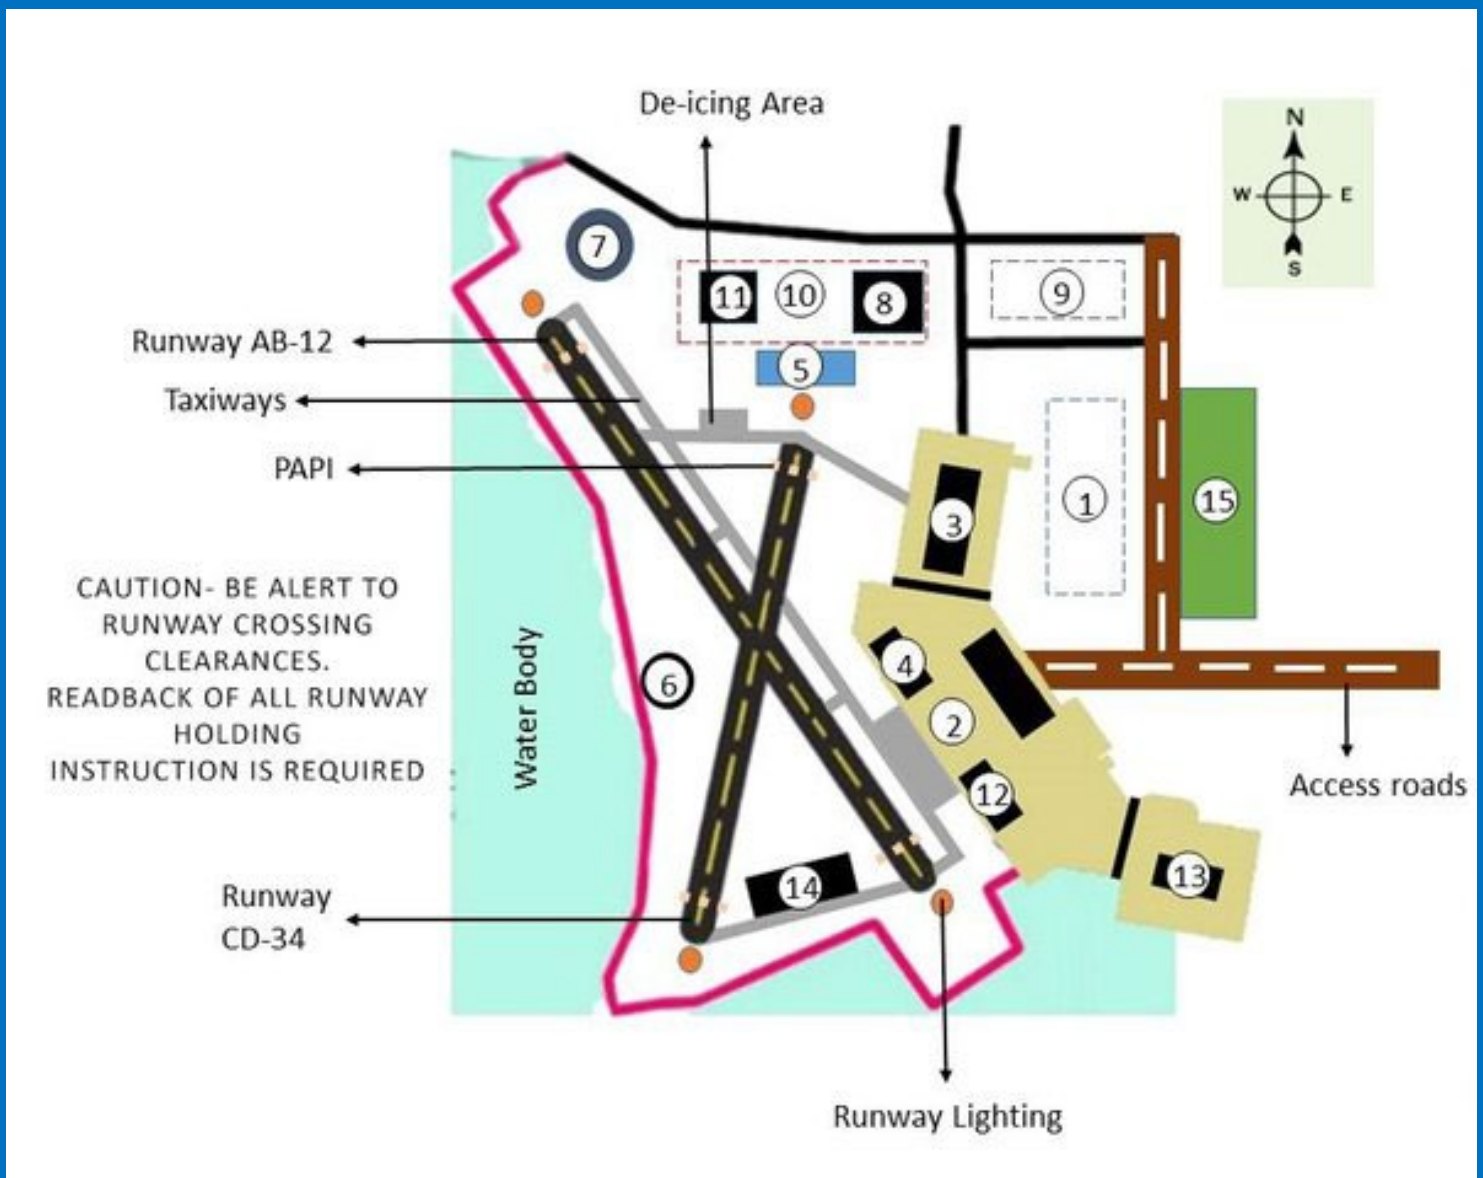 De-icing Area
N
W
E
S
7
11
10
8
9
Runway AB-12
5
Taxiways
PAPI
1
15
3
CAUTION- BE ALERT TO
RUNWAY CROSSING
CLEARANCES.
READBACK OF ALL RUNWAY
HOLDING
INSTRUCTION IS REQUIRED
Water Body
6
4
2
12
Access roads
13
14
Runway
CD-34
Runway Lighting